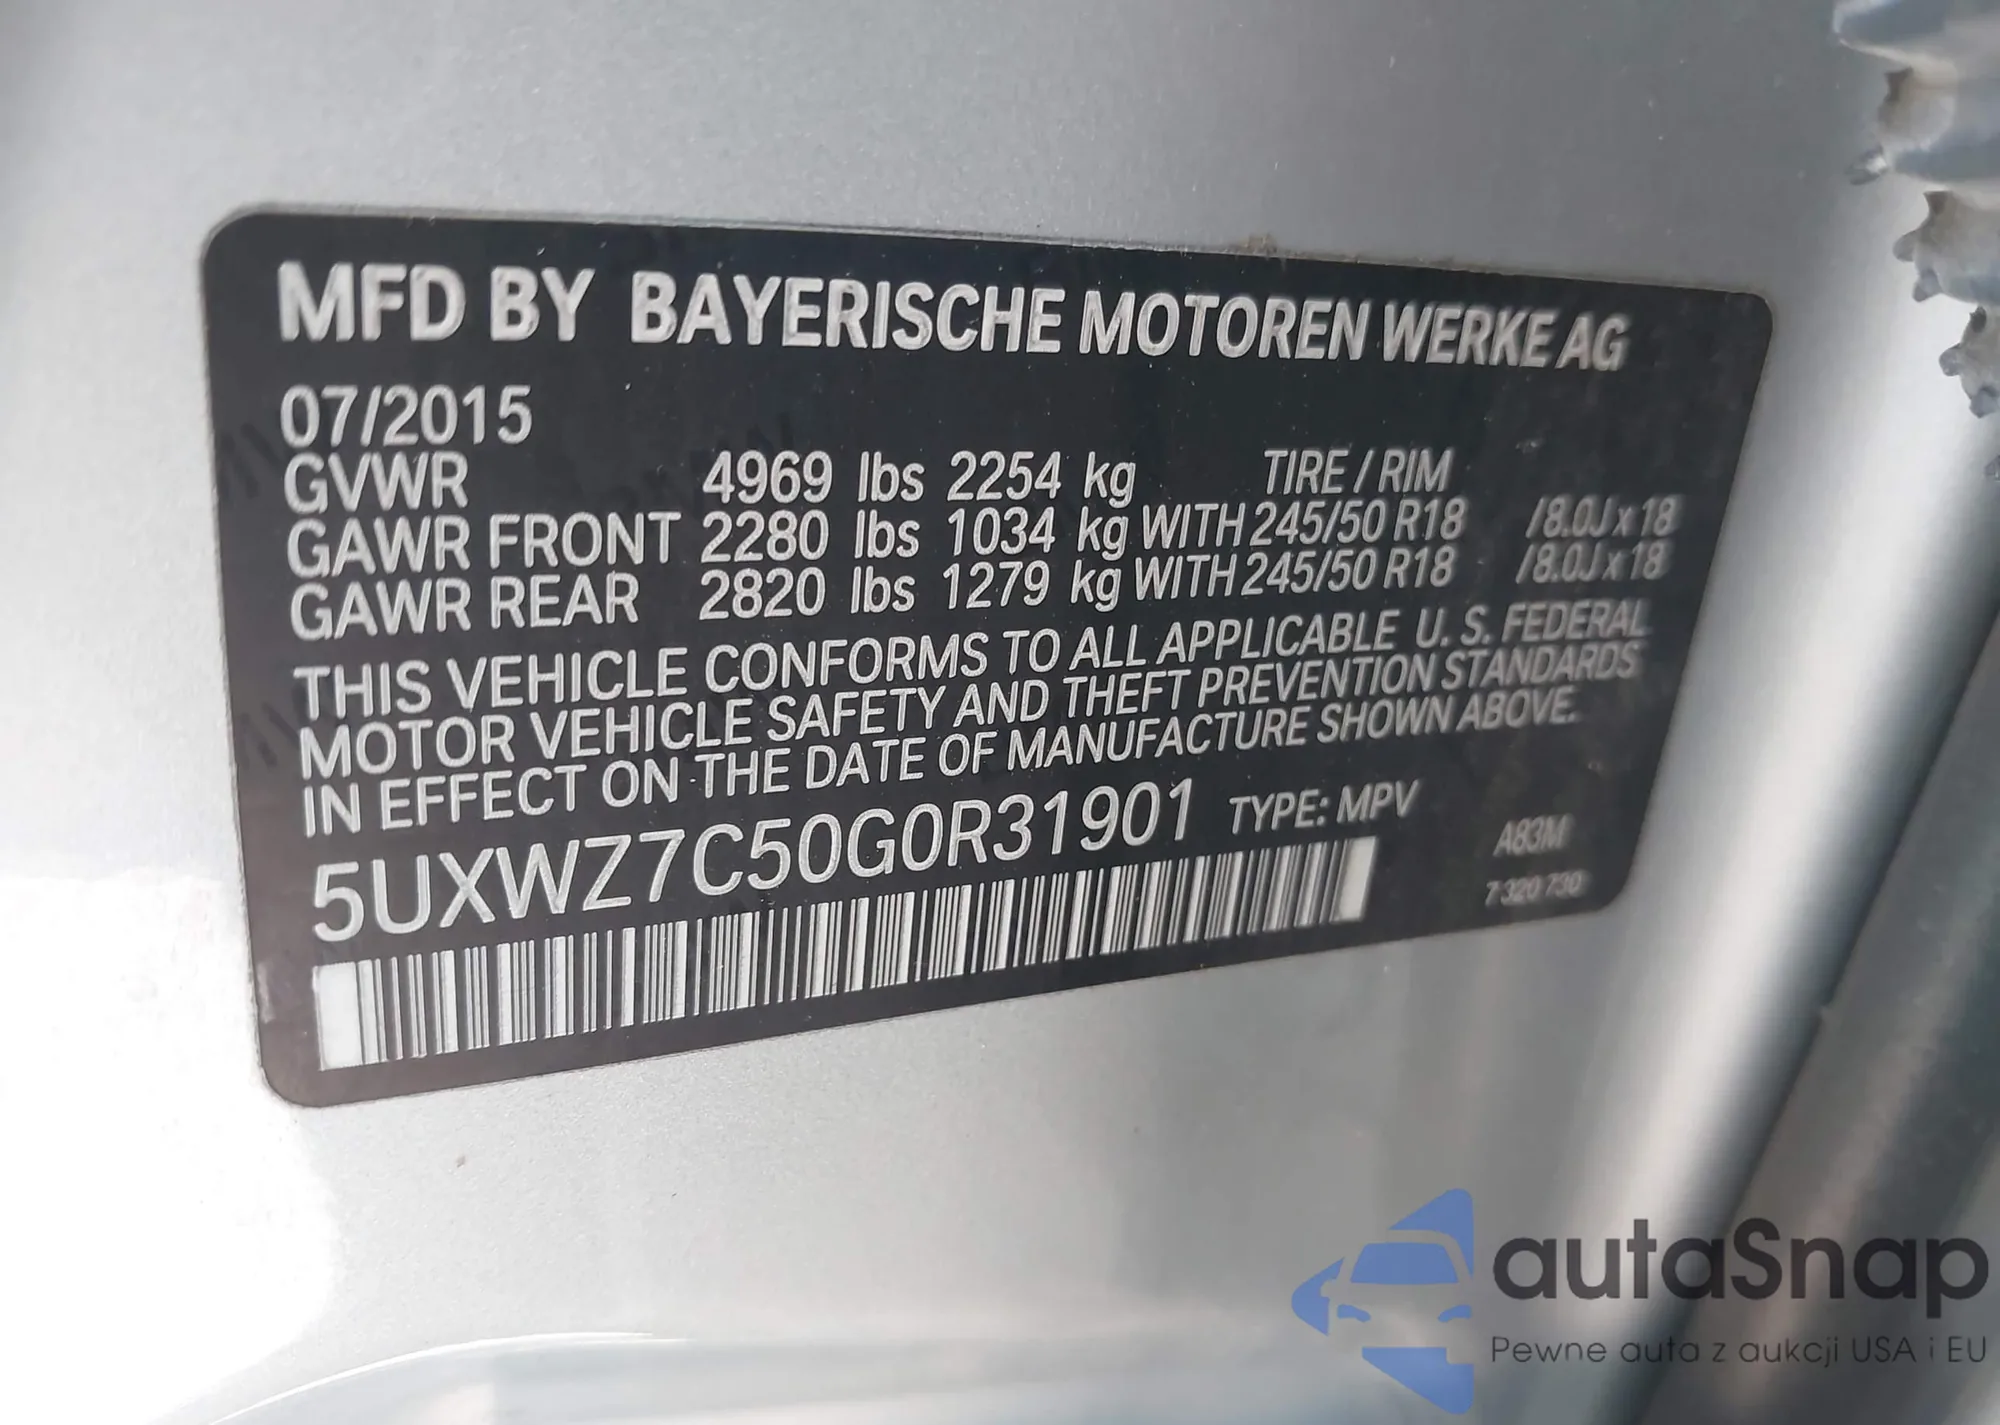 MFD BY BAYERISCHE MOTOREN WERKE AG
07/2015
GVWR 4969 lbs 2254 kg TIRE / RIM
GAWR FRONT 2280 lbs 1034 kg WITH 245/50 R18 /8.0J x 18
GAWR REAR 2820 lbs 1279 kg WITH 245/50 R18 /8.0J x 18
THIS VEHICLE CONFORMS TO ALL APPLICABLE U. S. FEDERAL
MOTOR VEHICLE SAFETY AND THEFT PREVENTION STANDARDS
IN EFFECT ON THE DATE OF MANUFACTURE SHOWN ABOVE.
5UXWZ7C50G0R31901 TYPE: MPV
A83M
7 320 730
autaSnap
Pewne auta z aukcji USA i EU